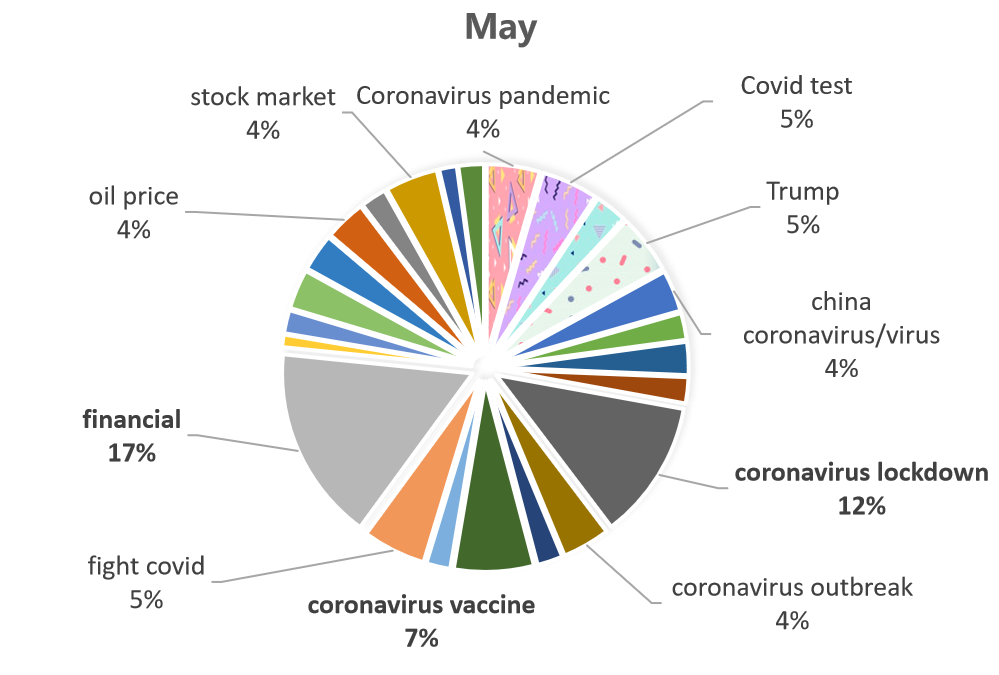 May
stock market
4%
Coronavirus pandemic
4%
Covid test
5%
oil price
4%
Trump
5%
china
coronavirus/virus
4%
financial
17%
coronavirus lockdown
12%
fight covid
5%
coronavirus vaccine
7%
coronavirus outbreak
4%